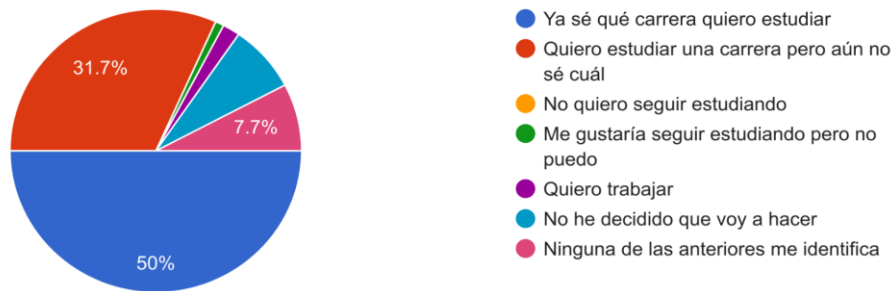 31.7%
7.7%
50%
Ya sé qué carrera quiero estudiar
Quiero estudiar una carrera pero aún no
sé cuál
No quiero seguir estudiando
Me gustaría seguir estudiando pero no
puedo
Quiero trabajar
No he decidido que voy a hacer
Ninguna de las anteriores me identifica